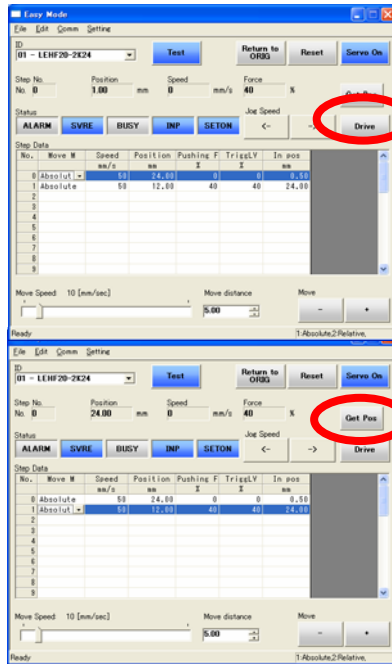 Easy Mode
File Edit Comm Setting
ID
01 - LEHF20-2K24 Test Return to ORIG Reset Servo On
Step No. Position Speed Force
No. 0 1.00 mm 0 mm/s 40 % Get Pos
Status Jog Speed
ALARM SVRE BUSY INP SETON <- -> Drive
Step Data
No. Move M Speed Position Pushing F TriggLV In pos
mm/s mm % % mm
0 Absolut 50 24.00 0 0 0.50
1 Absolute 50 12.00 40 40 24.00
2
3
4
5
6
7
8
9
Move Speed 10 [mm/sec] Move distance Move
5.00 - +
Ready 1:Absolute,2:Relative,
File Edit Comm Setting
ID
01 - LEHF20-2K24 Test Return to ORIG Reset Servo On
Step No. Position Speed Force
No. 0 24.00 mm 0 mm/s 40 % Get Pos
Status Jog Speed
ALARM SVRE BUSY INP SETON <- -> Drive
Step Data
No. Move M Speed Position Pushing F TriggLV In pos
mm/s mm % % mm
0 Absolute 50 24.00 0 0 0.50
1 Absolut 50 12.00 40 40 24.00
2
3
4
5
6
7
8
9
Move Speed 10 [mm/sec] Move distance Move
5.00 - +
Ready 1:Absolute,2:Relative,